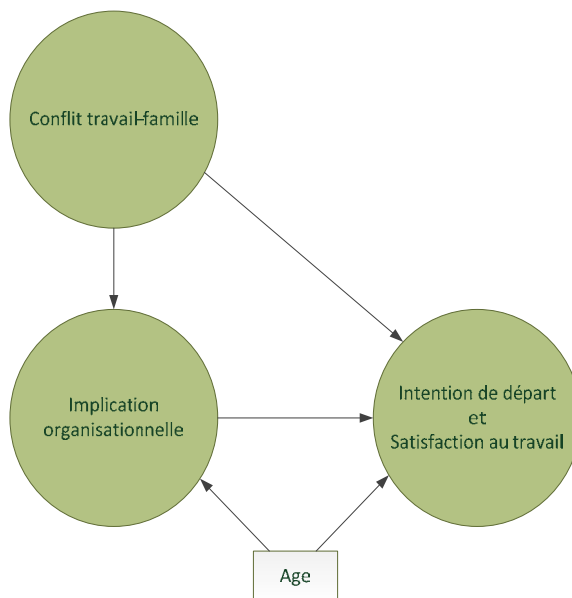 Conflit travail-famille
Implication
organisationnelle
Intention de départ
et
Satisfaction au travail
Age